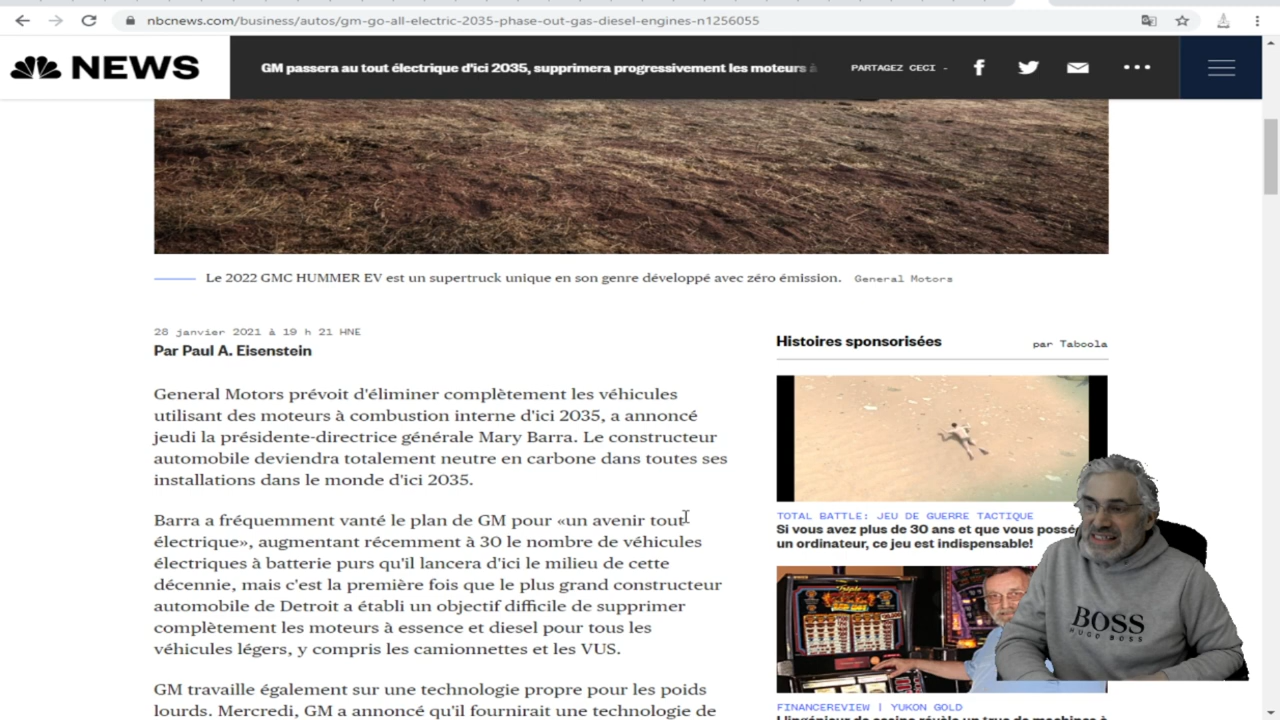 nbcnews.com/business/autos/gm-go-all-electric-2035-phase-out-gas-diesel-engines-n1256055
NEWS
GM passera au tout électrique d'ici 2035, supprimera progressivement les moteurs à
PARTAGEZ CECI -
Le 2022 GMC HUMMER EV est un supertruck unique en son genre développé avec zéro émission. General Motors
28 janvier 2021 à 19 h 21 HNE
Par Paul A. Eisenstein
General Motors prévoit d'éliminer complètement les véhicules
utilisant des moteurs à combustion interne d'ici 2035, a annoncé
jeudi la présidente-directrice générale Mary Barra. Le constructeur
automobile deviendra totalement neutre en carbone dans toutes ses
installations dans le monde d'ici 2035.
Barra a fréquemment vanté le plan de GM pour «un avenir tout
électrique», augmentant récemment à 30 le nombre de véhicules
électriques à batterie purs qu'il lancera d'ici le milieu de cette
décennie, mais c'est la première fois que le plus grand constructeur
automobile de Detroit a établi un objectif difficile de supprimer
complètement les moteurs à essence et diesel pour tous les
véhicules légers, y compris les camionnettes et les VUS.
GM travaille également sur une technologie propre pour les poids
lourds. Mercredi, GM a annoncé qu'il fournirait une technologie de
Histoires sponsorisées
par Taboola
TOTAL BATTLE: JEU DE GUERRE TACTIQUE
Si vous avez plus de 30 ans et que vous possé
un ordinateur, ce jeu est indispensable!
FINANCEREVIEW | YUKON GOLD
L'ingénieur de casino révèle un truc de machines à
BOSS
HUGO BOSS